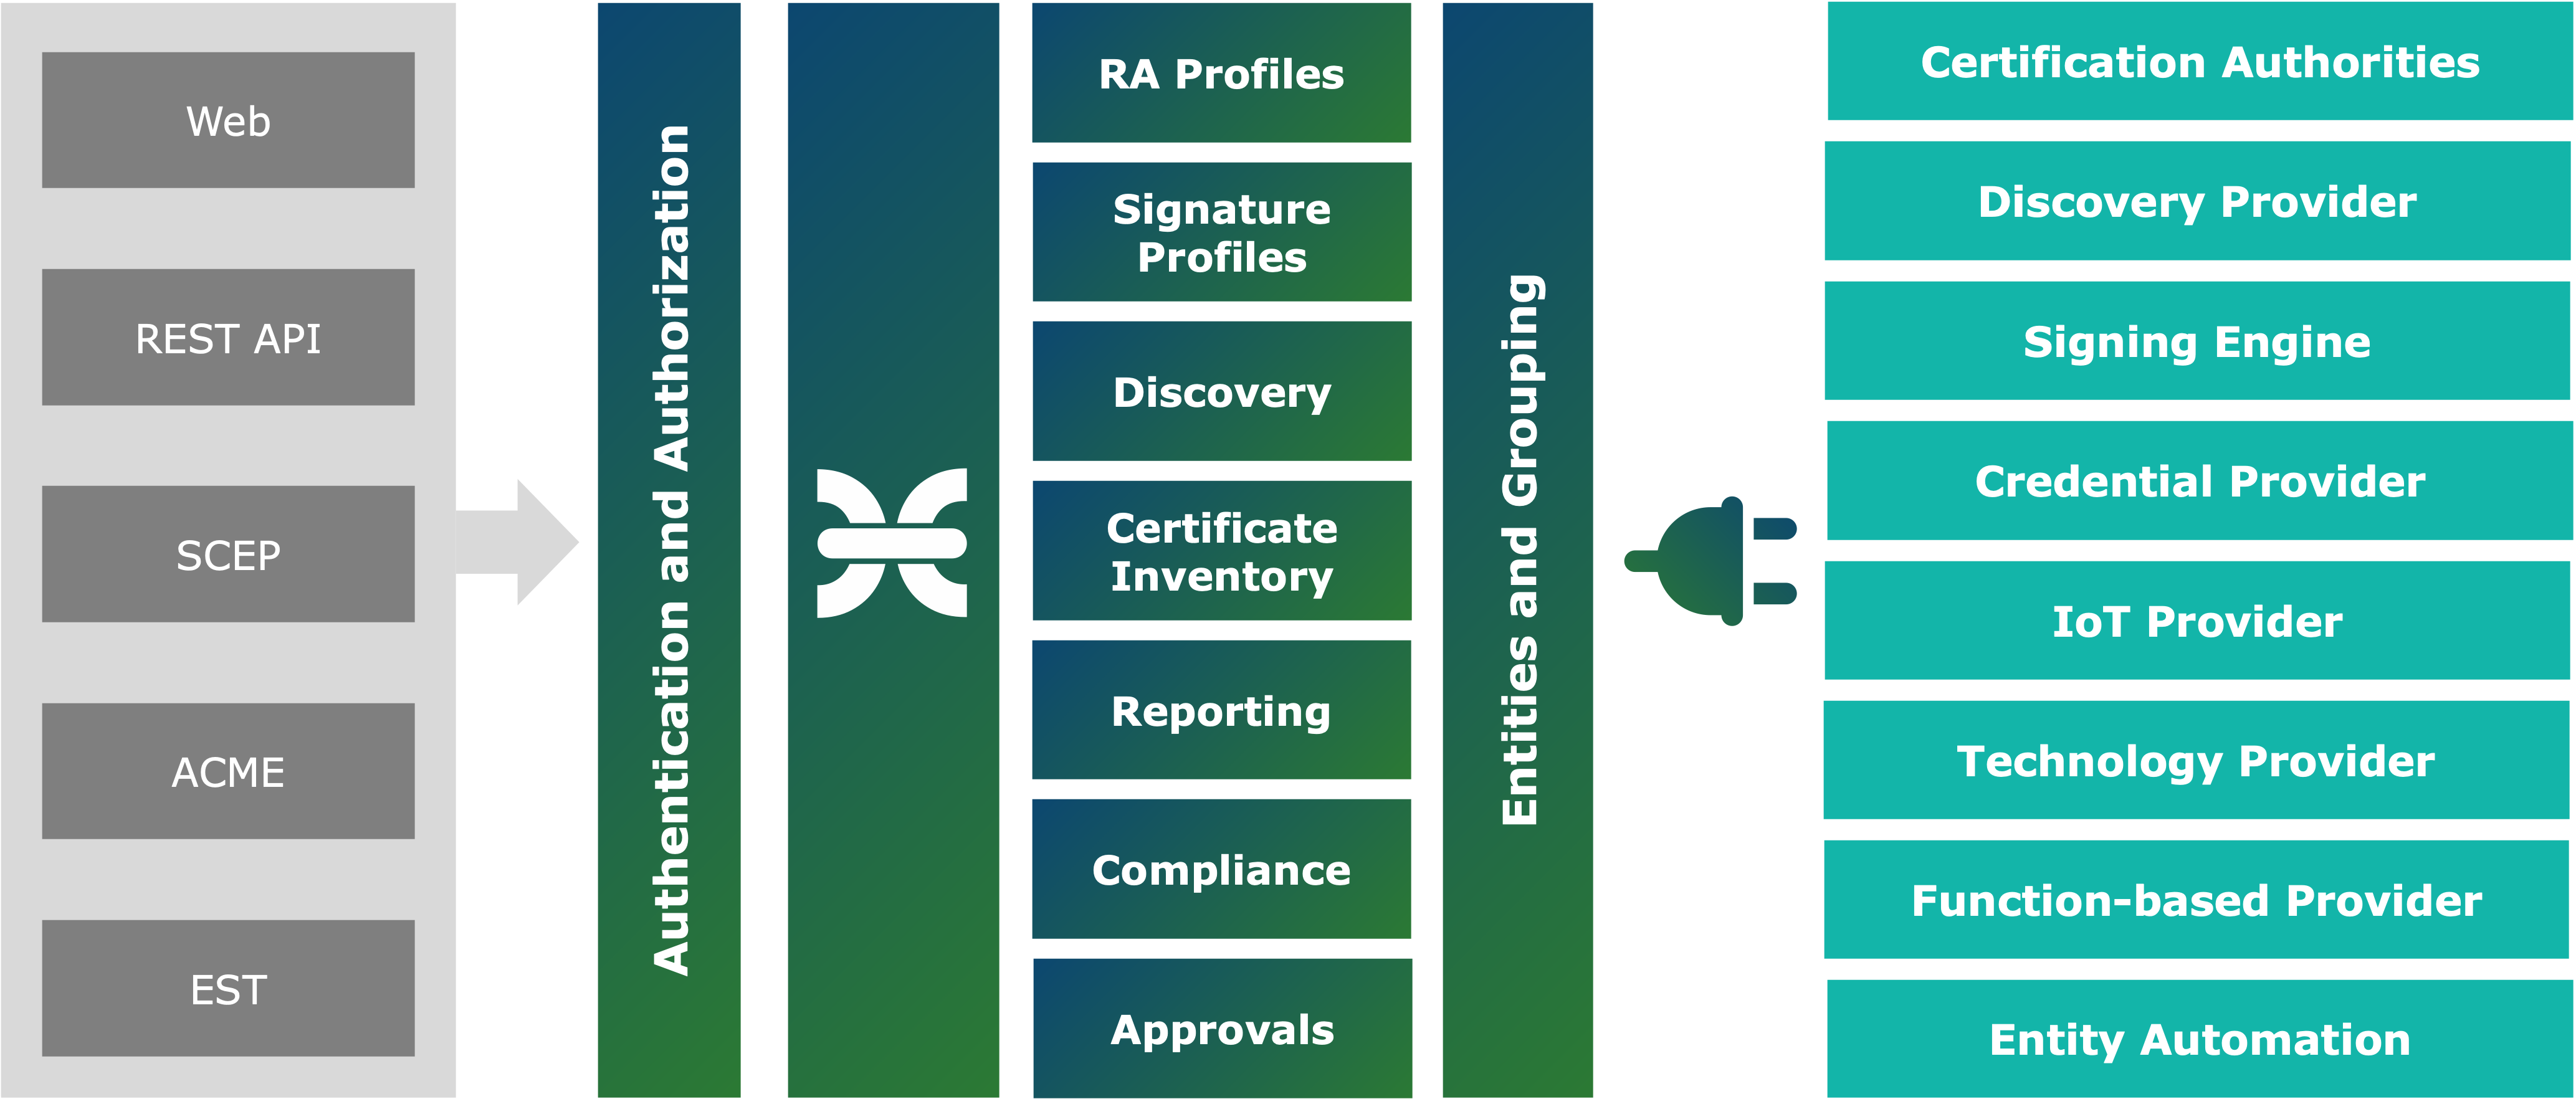 Web
REST API
SCEP
ACME
EST
Authentication and Authorization
RA Profiles
Signature
Profiles
Discovery
Certificate
Inventory
Reporting
Compliance
Approvals
Entities and Grouping
Certification Authorities
Discovery Provider
Signing Engine
Credential Provider
IoT Provider
Technology Provider
Function-based Provider
Entity Automation